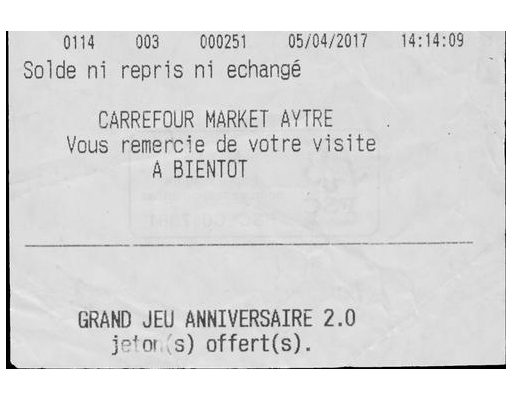 0114 003 000251 05/04/2017 14:14:09
Solde ni repris ni echangé
CARREFOUR MARKET AYTRE
Vous remercie de votre visite
A BIENTOT
GRAND JEU ANNIVERSAIRE 2.0
jeton(s) offert(s).